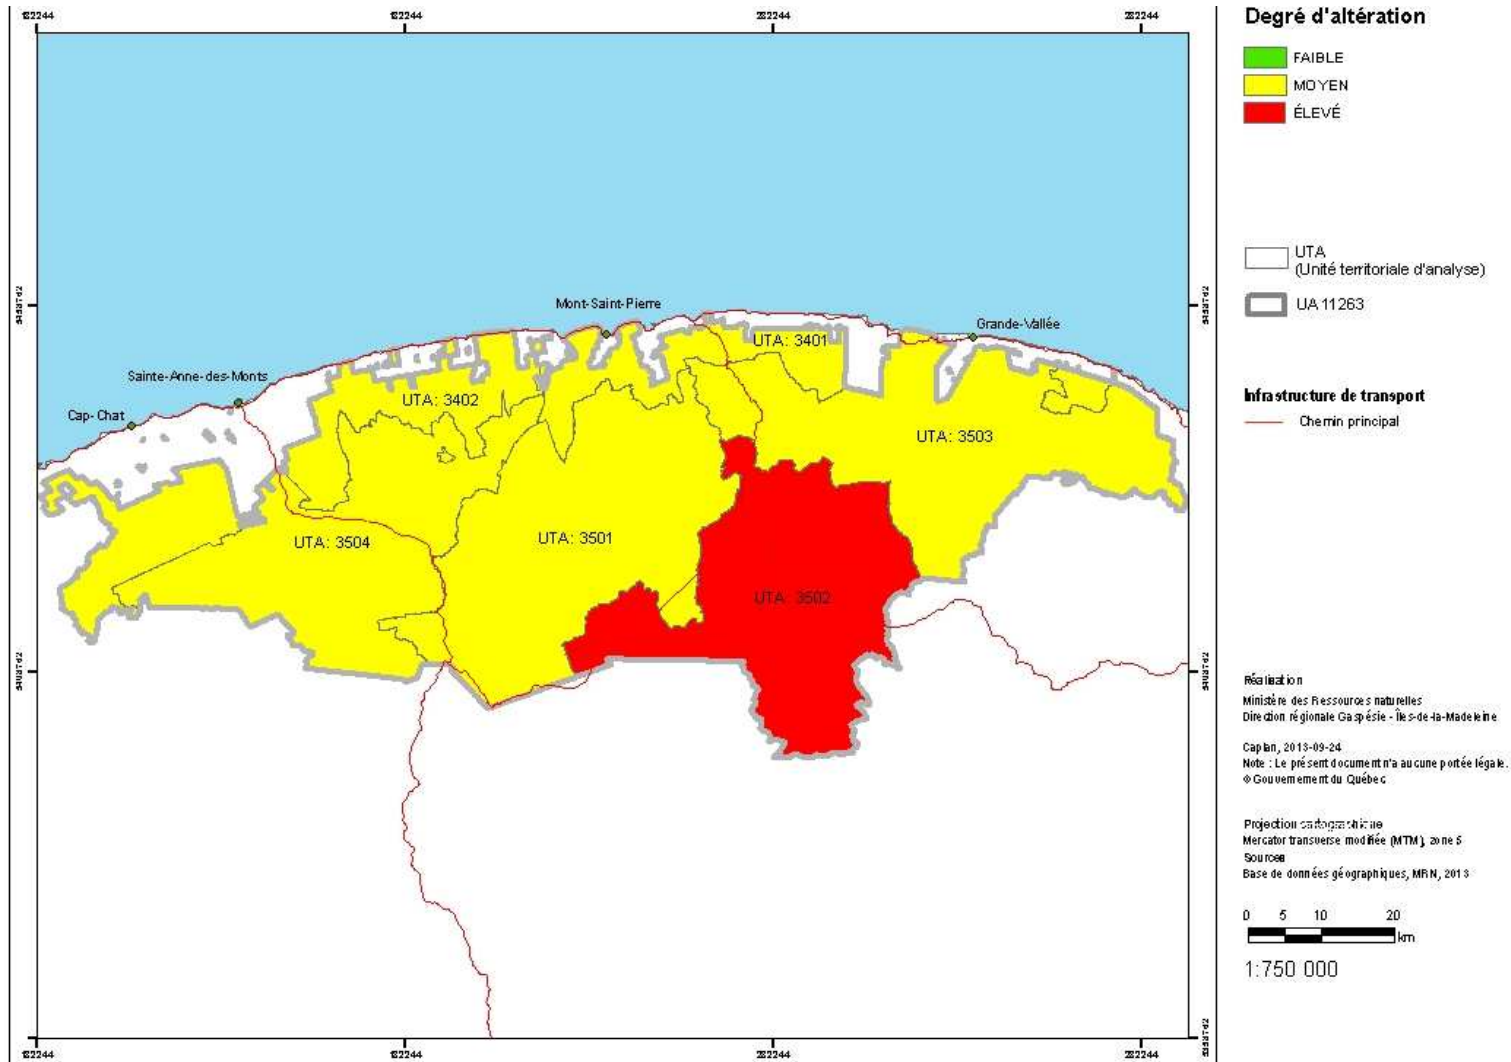 Degré d'altération
FAIBLE
MOYEN
ÉLEVÉ
UTA
(Unité territoriale d'analyse)
UA 11263
Infrastructure de transport
Chemin principal
Mont-Saint-Pierre
Grande-Vallée
UTA: 3401
Sainte-Anne-des-Monts
UTA: 3402
Cap-Chat
UTA: 3503
UTA: 3504
UTA: 3501
UTA: 3502
Réalisation
Ministère des Ressources naturelles
Direction régionale Gaspésie - Îles-de-la-Madeleine
Caplan, 2013-09-24
Note : Le présent document n'a aucune portée légale.
© Gouvernement du Québec
Projection
Mercator transverse modifiée (MTM), zone 5
Sources
Base de données géographiques, MRN, 2013
0 5 10 20
km
1:750 000